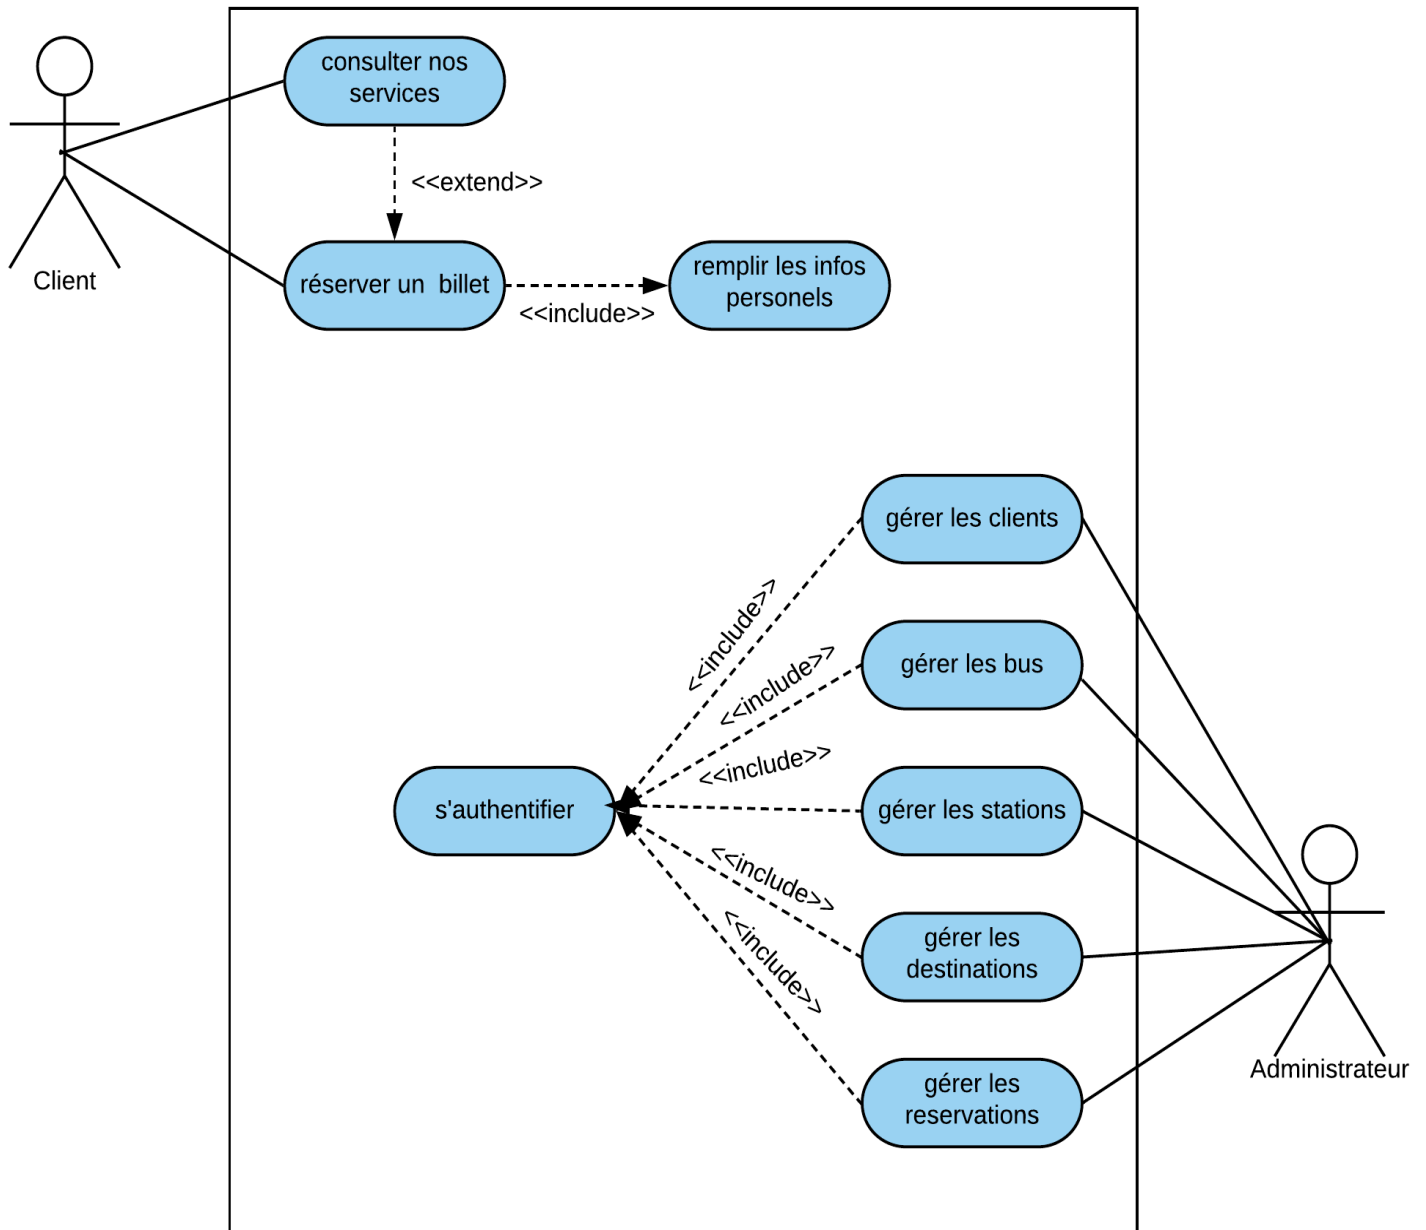 consulter nos
services
<<extend>>
Client
réserver un  billet
<<include>>
remplir les infos
personels
gérer les clients
<<include>>
gérer les bus
<<include>>
<<include>>
s'authentifier
gérer les stations
<<include>>
<<include>>
gérer les
destinations
Administrateur
gérer les
reservations